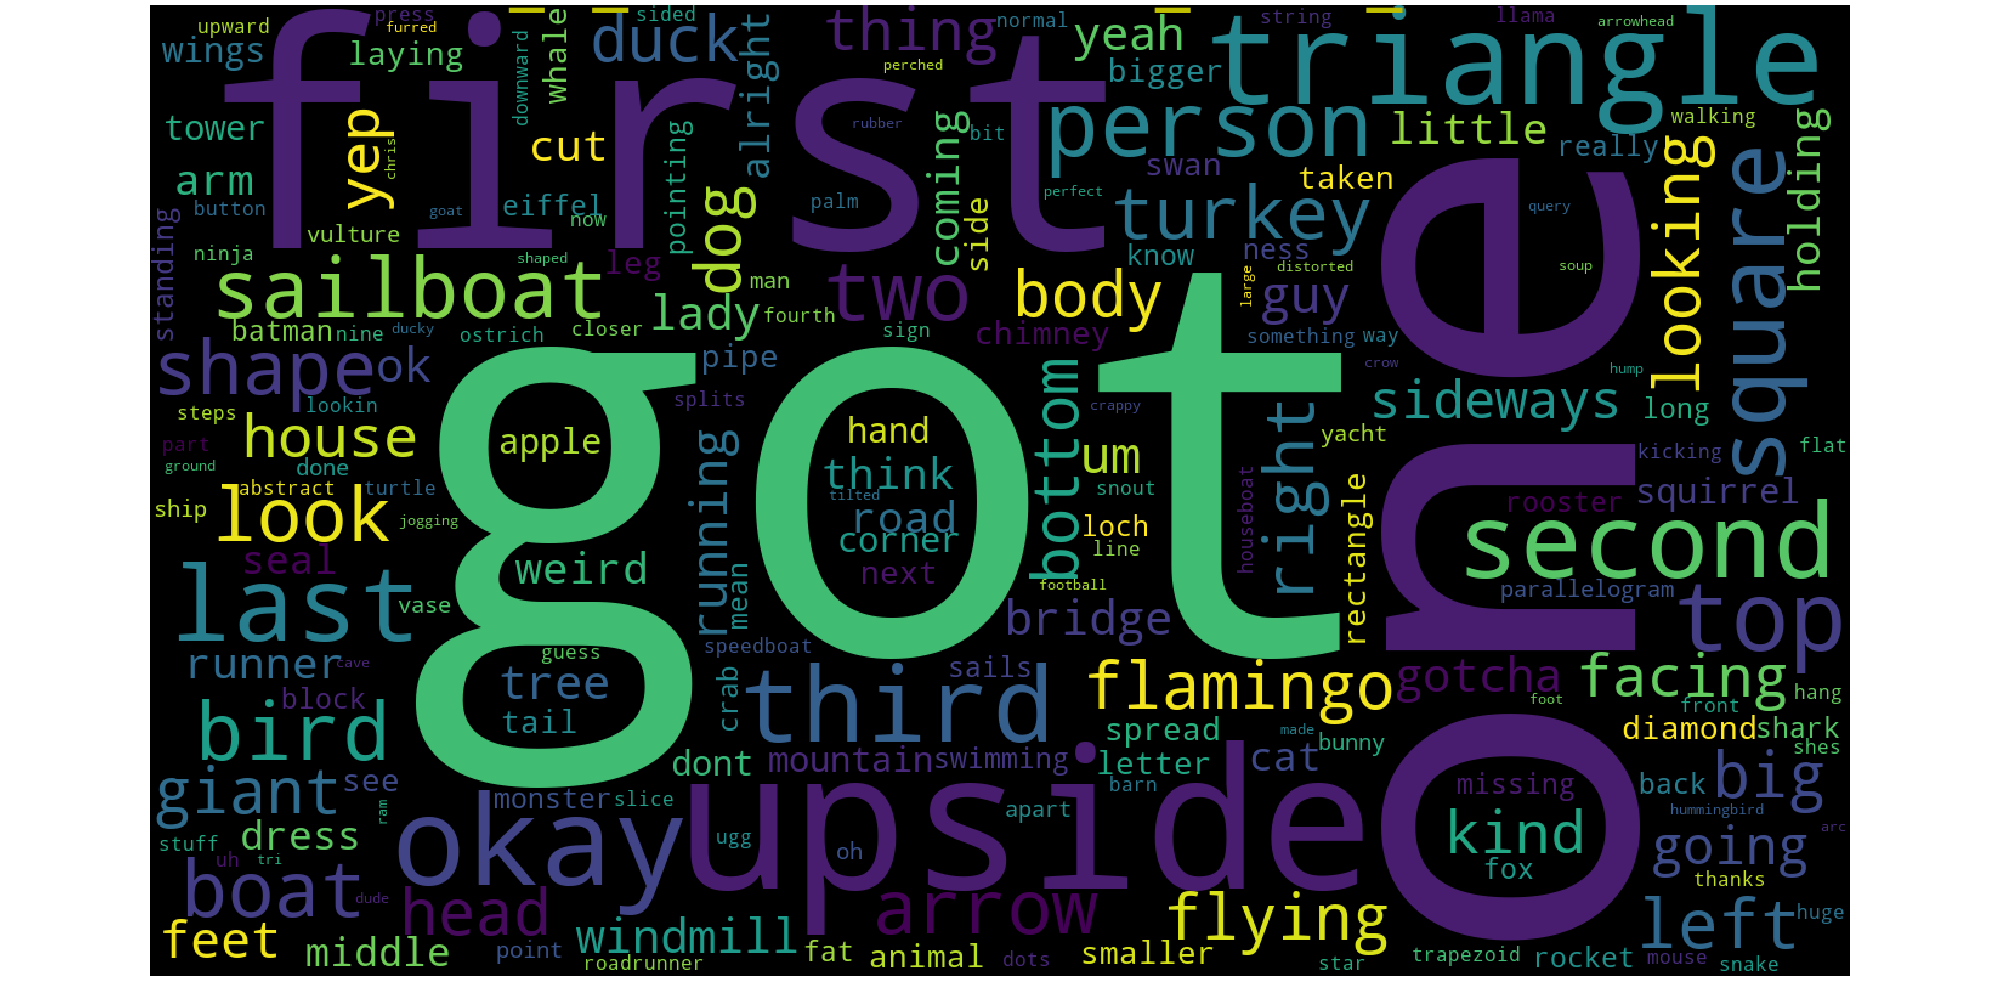 upward
press
furred
sided
normal
string
llama
arrowhead
wings
laying
downward
whale
duck
alright
thing
yeah
bigger
triangle
perched
first
tower
yep
chris
cut
pointing
rubber
coming
bit
person
little
walking
really
holding
arm
swan
taken
looking
square
button
goat
eiffel
now
dog
palm
side
perfect
turkey
query
standing
ninja
vulture
shaped
leg
man
know
ness
distorted
soup
one
sailboat
lady
fourth
two
body
large
guy
batman
nine
ducky
ostrich
closer
sign
chimney
something
way
shape
ok
pipe
crow
hump
steps
lookin
splits
got
crappy
sideways
long
part
house
apple
hand
bottom
um
right
yacht
kicking
flat
ground
done
running
think
snout
houseboat
rectangle
abstract
turtle
tilted
squirrel
ship
look
jogging
road
loch
rooster
second
corner
line
seal
weird
next
football
parallelogram
last
vase
mean
bridge
top
runner
cave
guess
speedboat
sails
flamingo
gotcha
facing
hang
block
tree
crab
third
foot
front
bird
tail
spread
made
diamond
shark
bunny
shes
dont
mountain
swimming
letter
cat
giant
see
missing
back
big
ram
monster
slice
apart
barn
hummingbird
stuff
dress
okay
ugg
oh
upside
kind
arc
uh
tri
fox
going
thanks
boat
dude
head
arrow
flying
left
huge
feet
middle
point
windmill
roadrunner
fat
animal
dots
smaller
star
trapezoid
rocket
mouse
snake